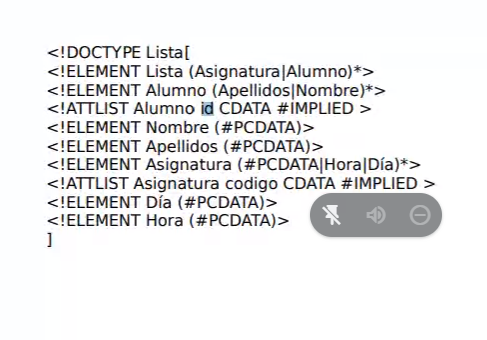 <!DOCTYPE Lista[
<!ELEMENT Lista (Asignatura|Alumno)*>
<!ELEMENT Alumno (Apellidos|Nombre)*>
<!ATTLIST Alumno id CDATA #IMPLIED >
<!ELEMENT Nombre (#PCDATA)>
<!ELEMENT Apellidos (#PCDATA)>
<!ELEMENT Asignatura (#PCDATA|Hora|Día)*>
<!ATTLIST Asignatura codigo CDATA #IMPLIED >
<!ELEMENT Día (#PCDATA)>
<!ELEMENT Hora (#PCDATA)>
]